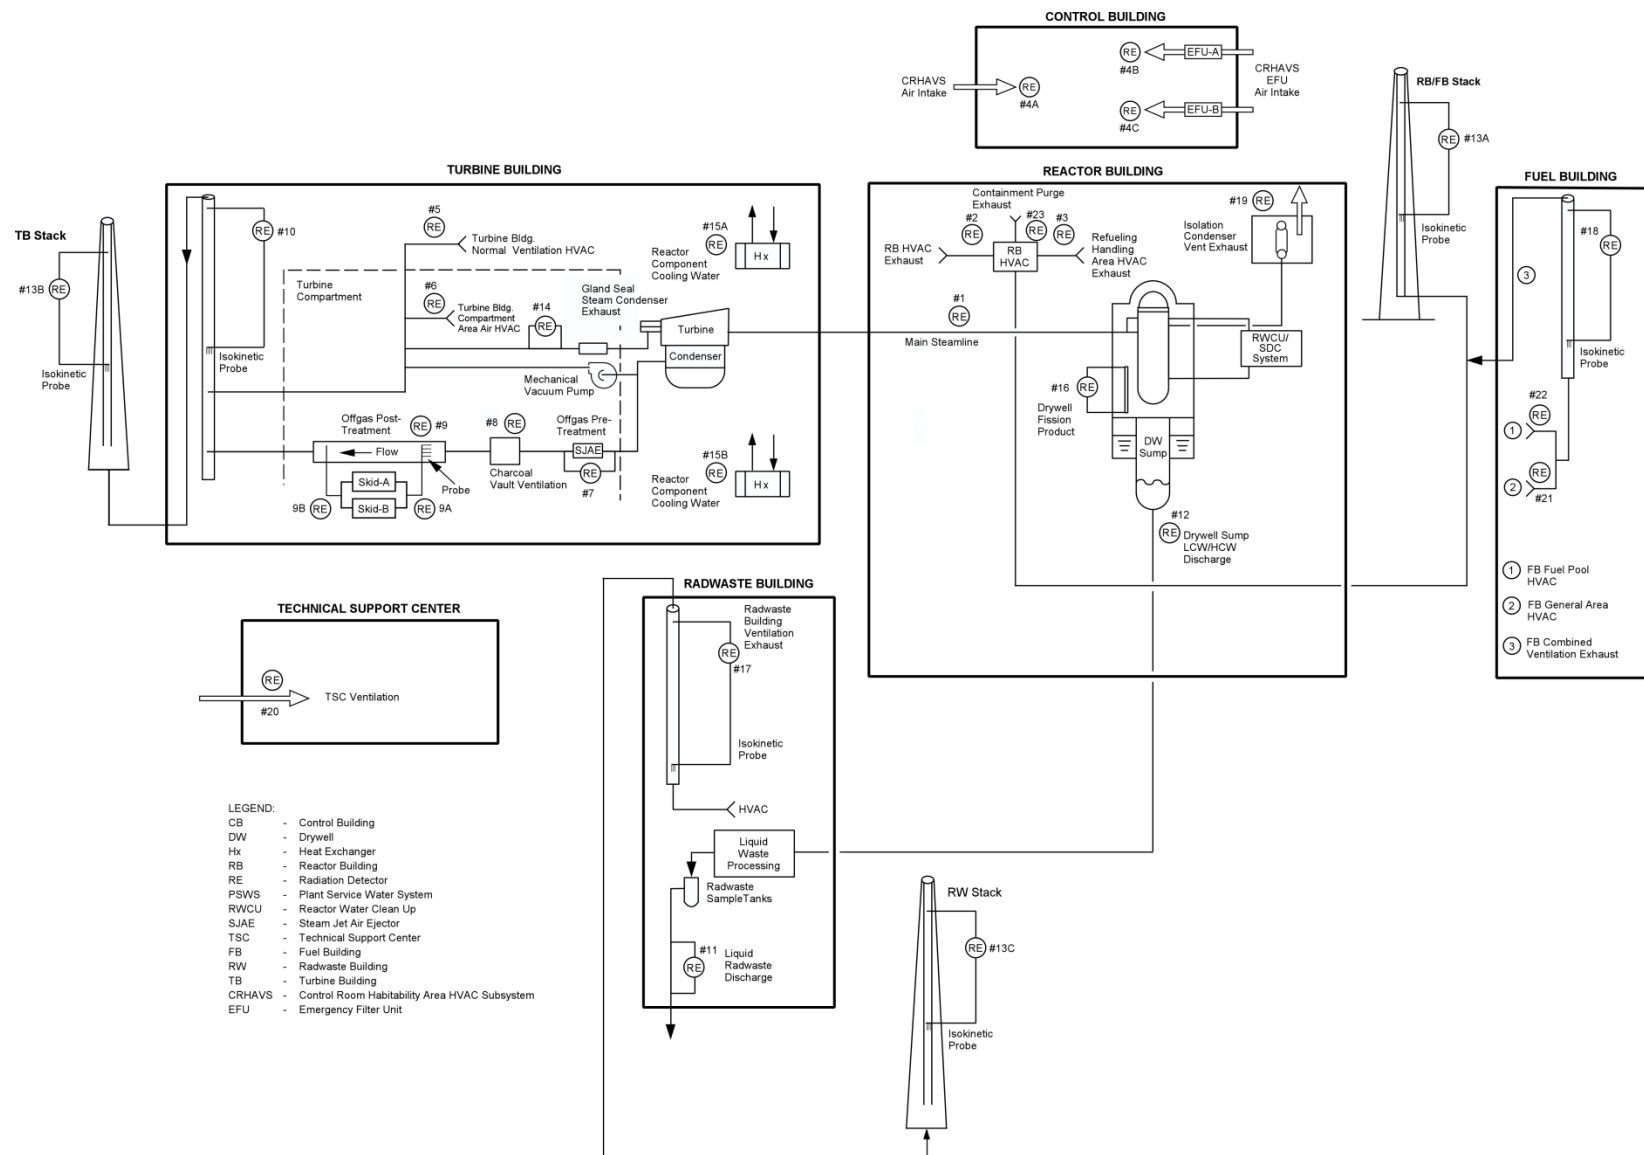 CONTROL BUILDING
CRHAVS
Air Intake
RE
#4A
RE
#4B
EFU-A
RE
#4C
EFU-B
CRHAVS
EFU
Air Intake
RB/FB Stack
RE
#13A
Isokinetic
Probe
TURBINE BUILDING
TB Stack
#13B
RE
Isokinetic
Probe
RE
#10
Isokinetic
Probe
#5
RE
Turbine Bldg.
Normal Ventilation HVAC
Turbine
Compartment
#6
RE
Turbine Bldg.
Compartment
Area Air HVAC
#14
RE
Gland Seal
Steam Condenser
Exhaust
Mechanical
Vacuum Pump
Turbine
Condenser
#15A
RE
Reactor
Component
Cooling Water
Hx
#15B
RE
Reactor
Component
Cooling Water
Hx
Offgas Post-
Treatment
RE
#9
Flow
Probe
Skid-A
Skid-B
9B
RE
RE
9A
#8
RE
Charcoal
Vault Ventilation
Offgas Pre-
Treatment
SJAE
RE
#7
REACTOR BUILDING
Containment Purge
Exhaust
#2
RE
#23
RE
#3
RE
RB HVAC
Exhaust
RB
HVAC
Refueling
Handling
Area HVAC
Exhaust
#19
RE
Isolation
Condenser
Vent Exhaust
#1
RE
Main Steamline
RWCU/
SDC
System
#16
RE
Drywell
Fission
Product
DW
Sump
#12
RE
Drywell Sump
LCW/HCW
Discharge
FUEL BUILDING
#18
RE
3
Isokinetic
Probe
#22
RE
1
RE
2
#21
1
FB Fuel Pool
HVAC
2
FB General Area
HVAC
3
FB Combined
Ventilation Exhaust
TECHNICAL SUPPORT CENTER
RE
#20
TSC Ventilation
RADWASTE BUILDING
Radwaste
Building
Ventilation
Exhaust
RE
#17
Isokinetic
Probe
HVAC
Liquid
Waste
Processing
Radwaste
SampleTanks
#11
RE
Liquid
Radwaste
Discharge
RW Stack
RE
#13C
Isokinetic
Probe
LEGEND:
CB - Control Building
DW - Drywell
Hx - Heat Exchanger
RB - Reactor Building
RE - Radiation Detector
PSWS - Plant Service Water System
RWCU - Reactor Water Clean Up
SJAE - Steam Jet Air Ejector
TSC - Technical Support Center
FB - Fuel Building
RW - Radwaste Building
TB - Turbine Building
CRHAVS - Control Room Habitability Area HVAC Subsystem
EFU - Emergency Filter Unit